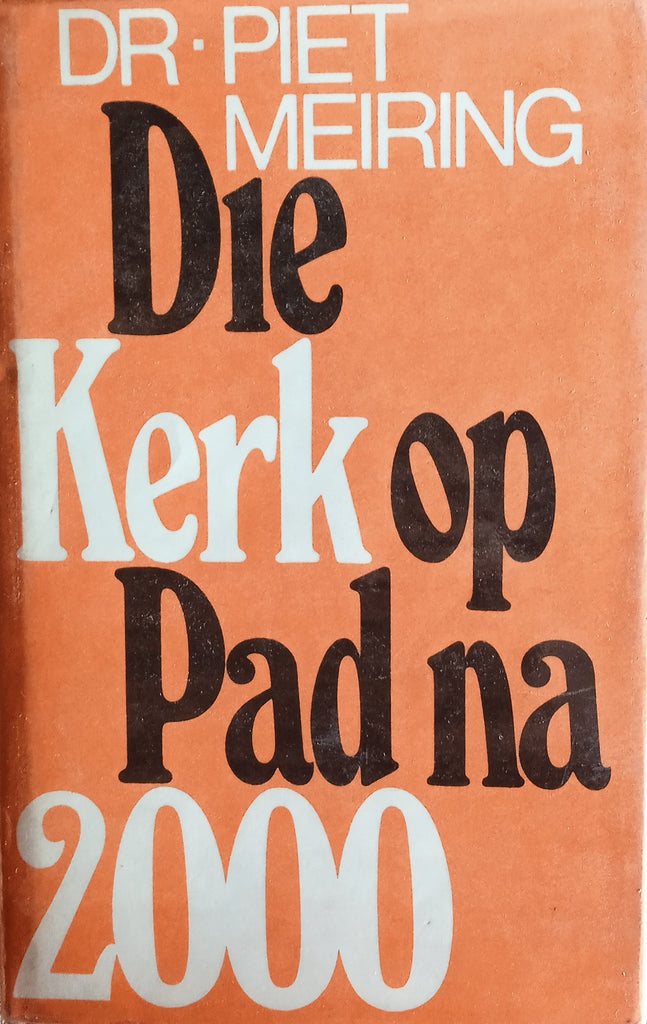 DR · PIET
MEIRING
Die
Kerk op
Pad na
2000